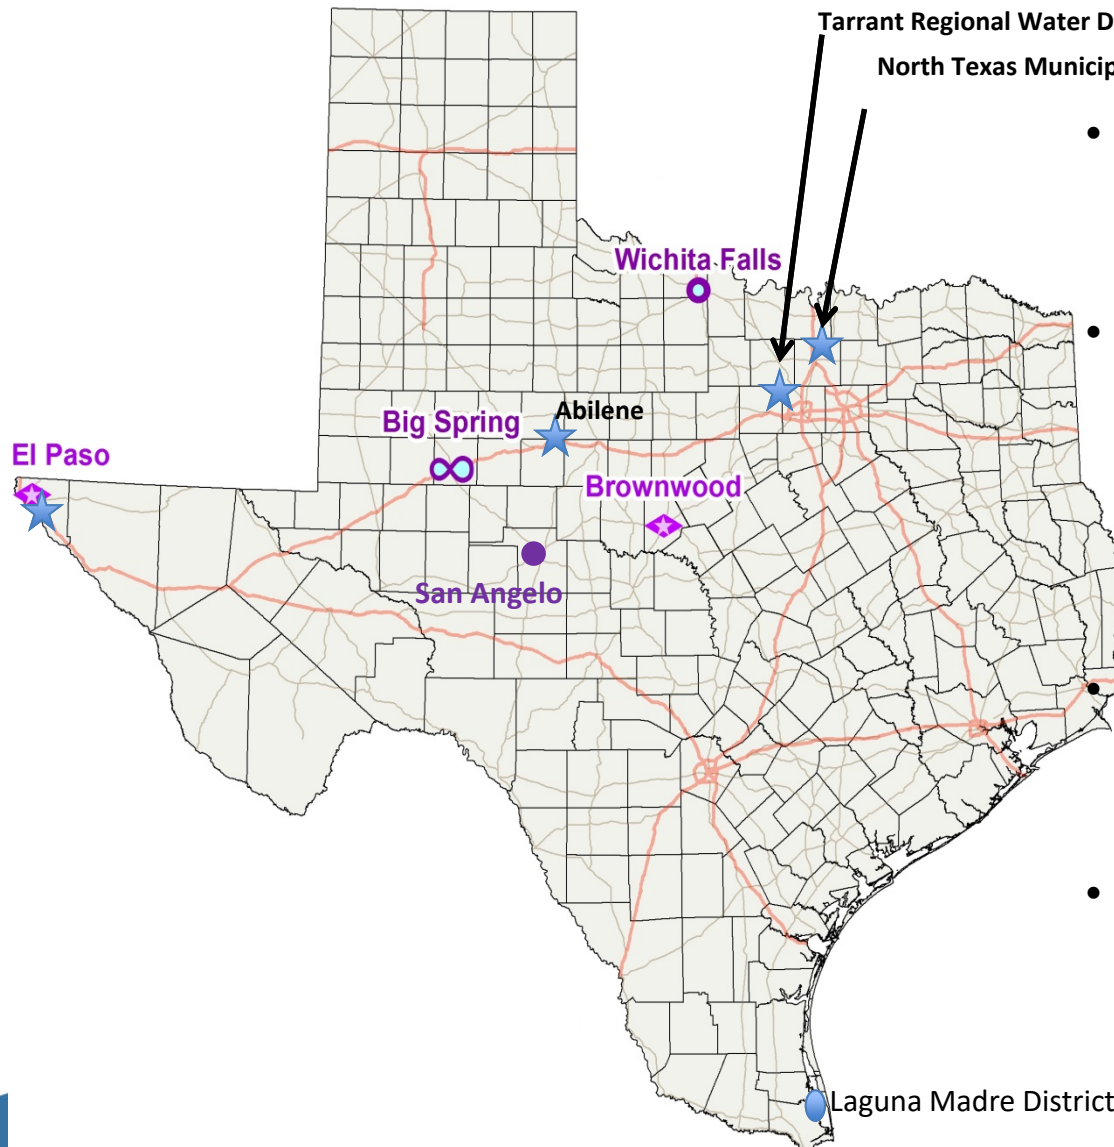 Tarrant Regional Water D
North Texas Municip
•
Wichita Falls
•
Abilene
Big Spring
El Paso
Brownwood
San Angelo
•
•
Laguna Madre District